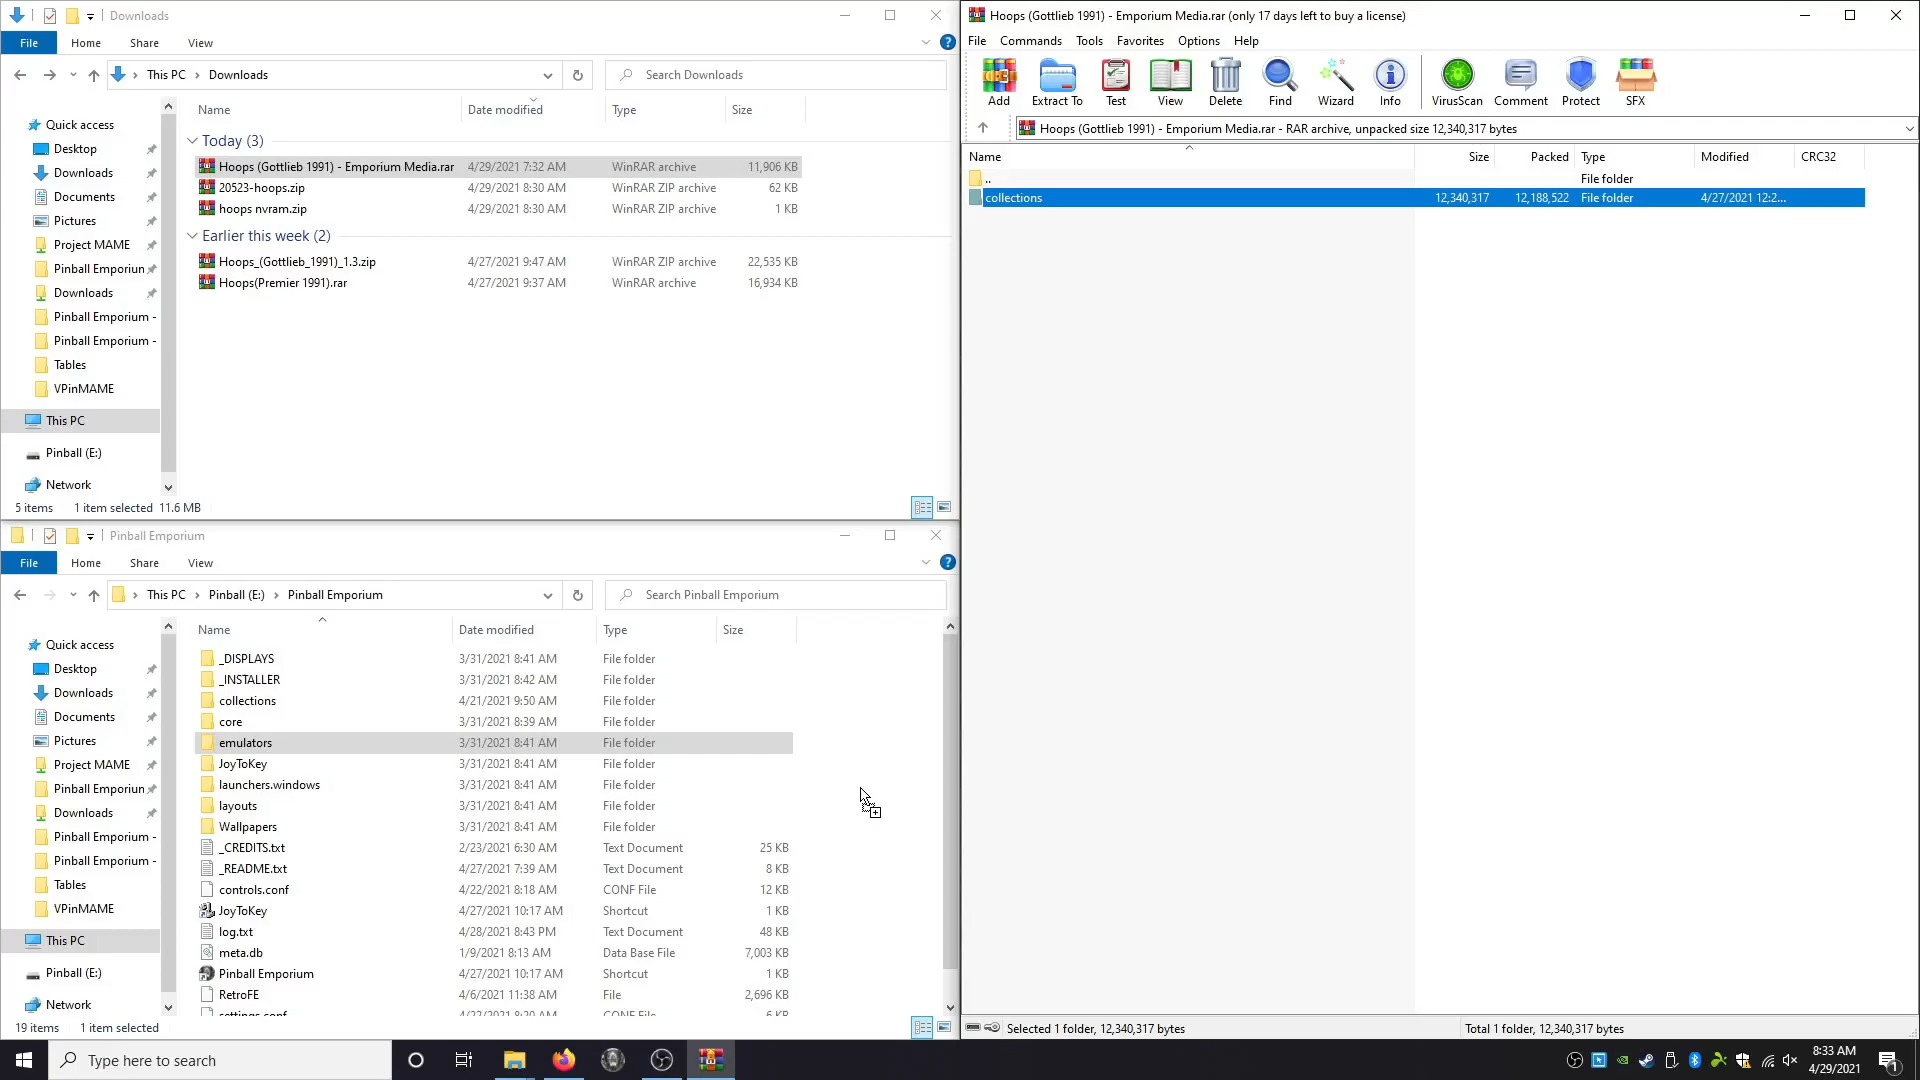 Downloads
File Home Share View
This PC › Downloads
Search Downloads
Name Date modified Type Size
Quick access
Desktop
Downloads
Documents
Pictures
Project MAME
Pinball Emporiun
Downloads
Pinball Emporium -
Pinball Emporium -
Tables
VPinMAME
This PC
Pinball (E:)
Network
Today (3)
Hoops (Gottlieb 1991) - Emporium Media.rar 4/29/2021 7:32 AM WinRAR archive 11,906 KB
20523-hoops.zip 4/29/2021 8:30 AM WinRAR ZIP archive 62 KB
hoops nvram.zip 4/29/2021 8:30 AM WinRAR ZIP archive 1 KB
Earlier this week (2)
Hoops_(Gottlieb_1991)_1.3.zip 4/27/2021 9:47 AM WinRAR ZIP archive 22,535 KB
Hoops(Premier 1991).rar 4/27/2021 9:37 AM WinRAR archive 16,934 KB
5 items 1 item selected 11.6 MB
Pinball Emporium
File Home Share View
This PC › Pinball (E:) › Pinball Emporium
Search Pinball Emporium
Name Date modified Type Size
Quick access
Desktop
Downloads
Documents
Pictures
Project MAME
Pinball Emporiun
Downloads
Pinball Emporium -
Pinball Emporium -
Tables
VPinMAME
This PC
Pinball (E:)
Network
_DISPLAYS 3/31/2021 8:41 AM File folder
_INSTALLER 3/31/2021 8:42 AM File folder
collections 4/21/2021 9:50 AM File folder
core 3/31/2021 8:39 AM File folder
emulators 3/31/2021 8:41 AM File folder
JoyToKey 3/31/2021 8:41 AM File folder
launchers.windows 3/31/2021 8:41 AM File folder
layouts 3/31/2021 8:41 AM File folder
Wallpapers 3/31/2021 8:41 AM File folder
_CREDITS.txt 2/23/2021 6:30 AM Text Document 25 KB
_README.txt 4/27/2021 7:39 AM Text Document 8 KB
controls.conf 4/22/2021 8:18 AM CONF File 12 KB
JoyToKey 4/27/2021 10:17 AM Shortcut 1 KB
log.txt 4/28/2021 8:43 PM Text Document 48 KB
meta.db 1/9/2021 8:13 AM Data Base File 7,003 KB
Pinball Emporium 4/27/2021 10:17 AM Shortcut 1 KB
RetroFE 4/6/2021 11:38 AM File 2,696 KB
settings.conf 4/22/2021 8:20 AM CONF File 6 KB
19 items 1 item selected
Hoops (Gottlieb 1991) - Emporium Media.rar (only 17 days left to buy a license)
File Commands Tools Favorites Options Help
Add Extract To Test View Delete Find Wizard Info VirusScan Comment Protect SFX
Hoops (Gottlieb 1991) - Emporium Media.rar - RAR archive, unpacked size 12,340,317 bytes
Name Size Packed Type Modified CRC32
.. File folder
collections 12,340,317 12,188,522 File folder 4/27/2021 12:2...
Selected 1 folder, 12,340,317 bytes Total 1 folder, 12,340,317 bytes
Type here to search
8:33 AM
4/29/2021
1